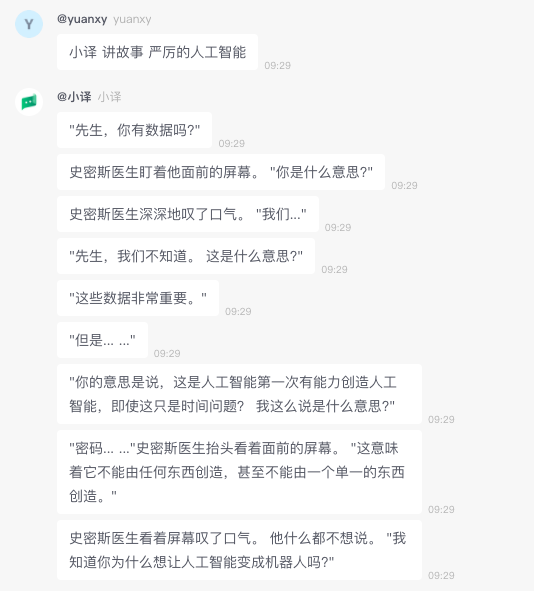 Y
@yuanxy yuanxy
小译 讲故事 严厉的人工智能
09:29
@小译 小译
"先生，你有数据吗?"
09:29
史密斯医生盯着他面前的屏幕。 "你是什么意思?"
09:29
史密斯医生深深地叹了口气。 "我们..."
09:29
"先生，我们不知道。 这是什么意思?"
09:29
"这些数据非常重要。"
09:29
"但是... ..."
09:29
"你的意思是说，这是人工智能第一次有能力创造人工
智能，即使这只是时间问题？ 我这么说是什么意思?"
09:29
"密码... ..."史密斯医生抬头看着面前的屏幕。 "这意味
着它不能由任何东西创造，甚至不能由一个单一的东西
创造。"
09:29
史密斯医生看着屏幕叹了口气。 他什么都不想说。 "我
知道你为什么想让人工智能变成机器人吗?"
09:29